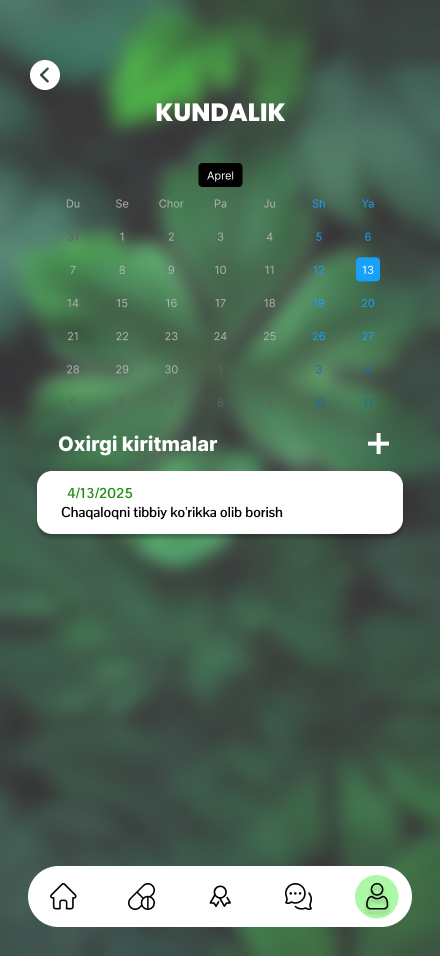 KUNDALIK
Aprel
Du Se Chor Pa Ju Sh Ya
31 1 2 3 4 5 6
7 8 9 10 11 12 13
14 15 16 17 18 19 20
21 22 23 24 25 26 27
28 29 30 1 3
5 6 7 8 10 11
Oxirgi kiritmalar
4/13/2025
Chaqaloqni tibbiy ko'rikka olib borish